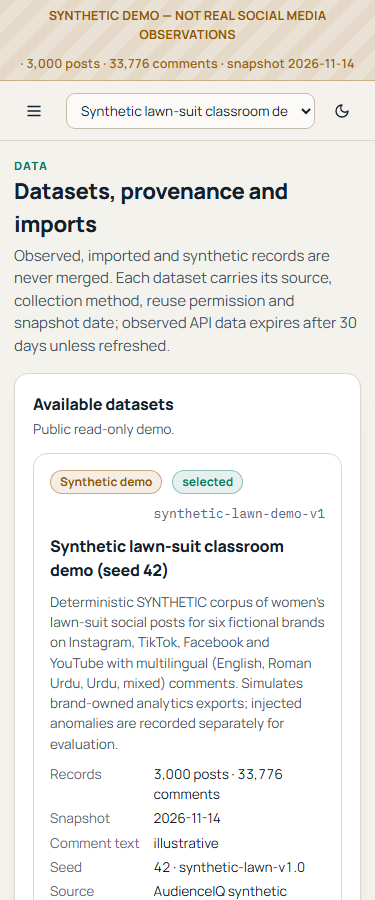 SYNTHETIC DEMO — NOT REAL SOCIAL MEDIA
OBSERVATIONS
· 3,000 posts · 33,776 comments · snapshot 2026-11-14
Synthetic lawn-suit classroom de
DATA
Datasets, provenance and
imports
Observed, imported and synthetic records are
never merged. Each dataset carries its source,
collection method, reuse permission and
snapshot date; observed API data expires after 30
days unless refreshed.
Available datasets
Public read-only demo.
Synthetic demo selected
synthetic-lawn-demo-v1
Synthetic lawn-suit classroom
demo (seed 42)
Deterministic SYNTHETIC corpus of women's
lawn-suit social posts for six fictional brands
on Instagram, TikTok, Facebook and
YouTube with multilingual (English, Roman
Urdu, Urdu, mixed) comments. Simulates
brand-owned analytics exports; injected
anomalies are recorded separately for
evaluation.
Records 3,000 posts · 33,776
comments
Snapshot 2026-11-14
Comment text illustrative
Seed 42 · synthetic-lawn-v1.0
Source AudienceIQ synthetic